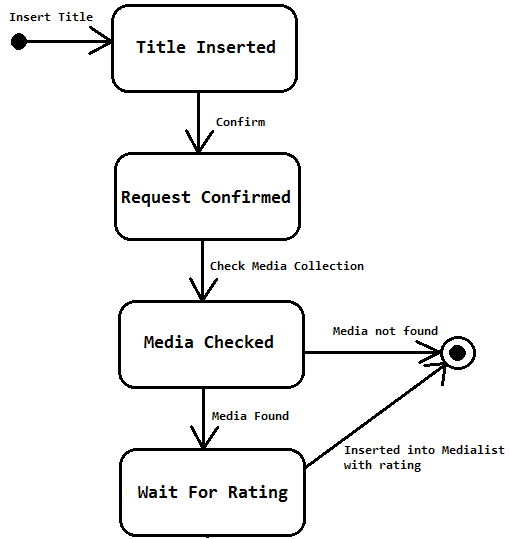 Insert Title
Title Inserted
Confirm
Request Confirmed
Check Media Collection
Media Checked
Media not found
Media Found
Inserted into Medialist
with rating
Wait For Rating